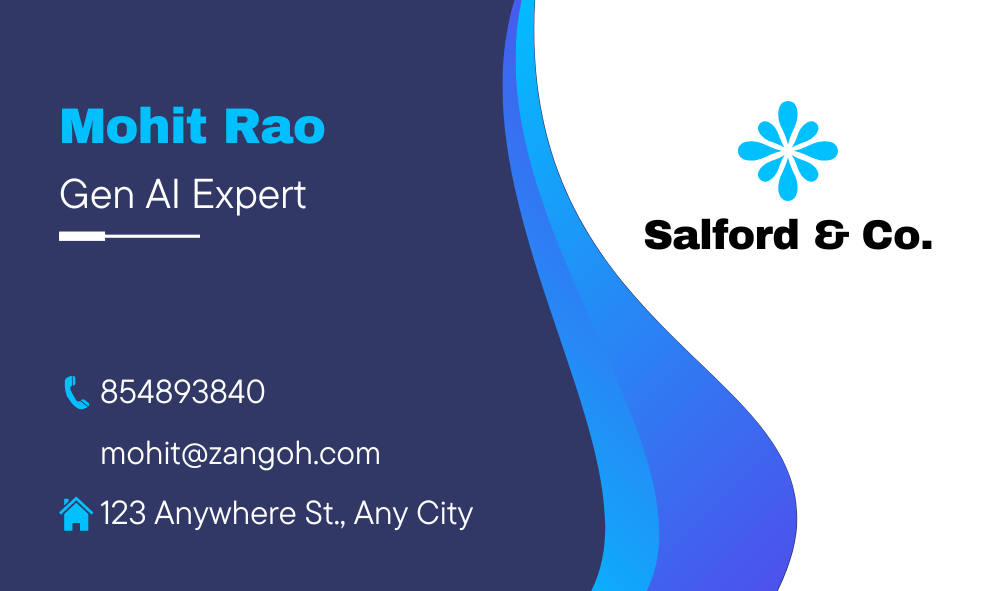 Mohit Rao
Gen AI Expert
Salford & Co.
854893840
mohit@zangoh.com
123 Anywhere St., Any City